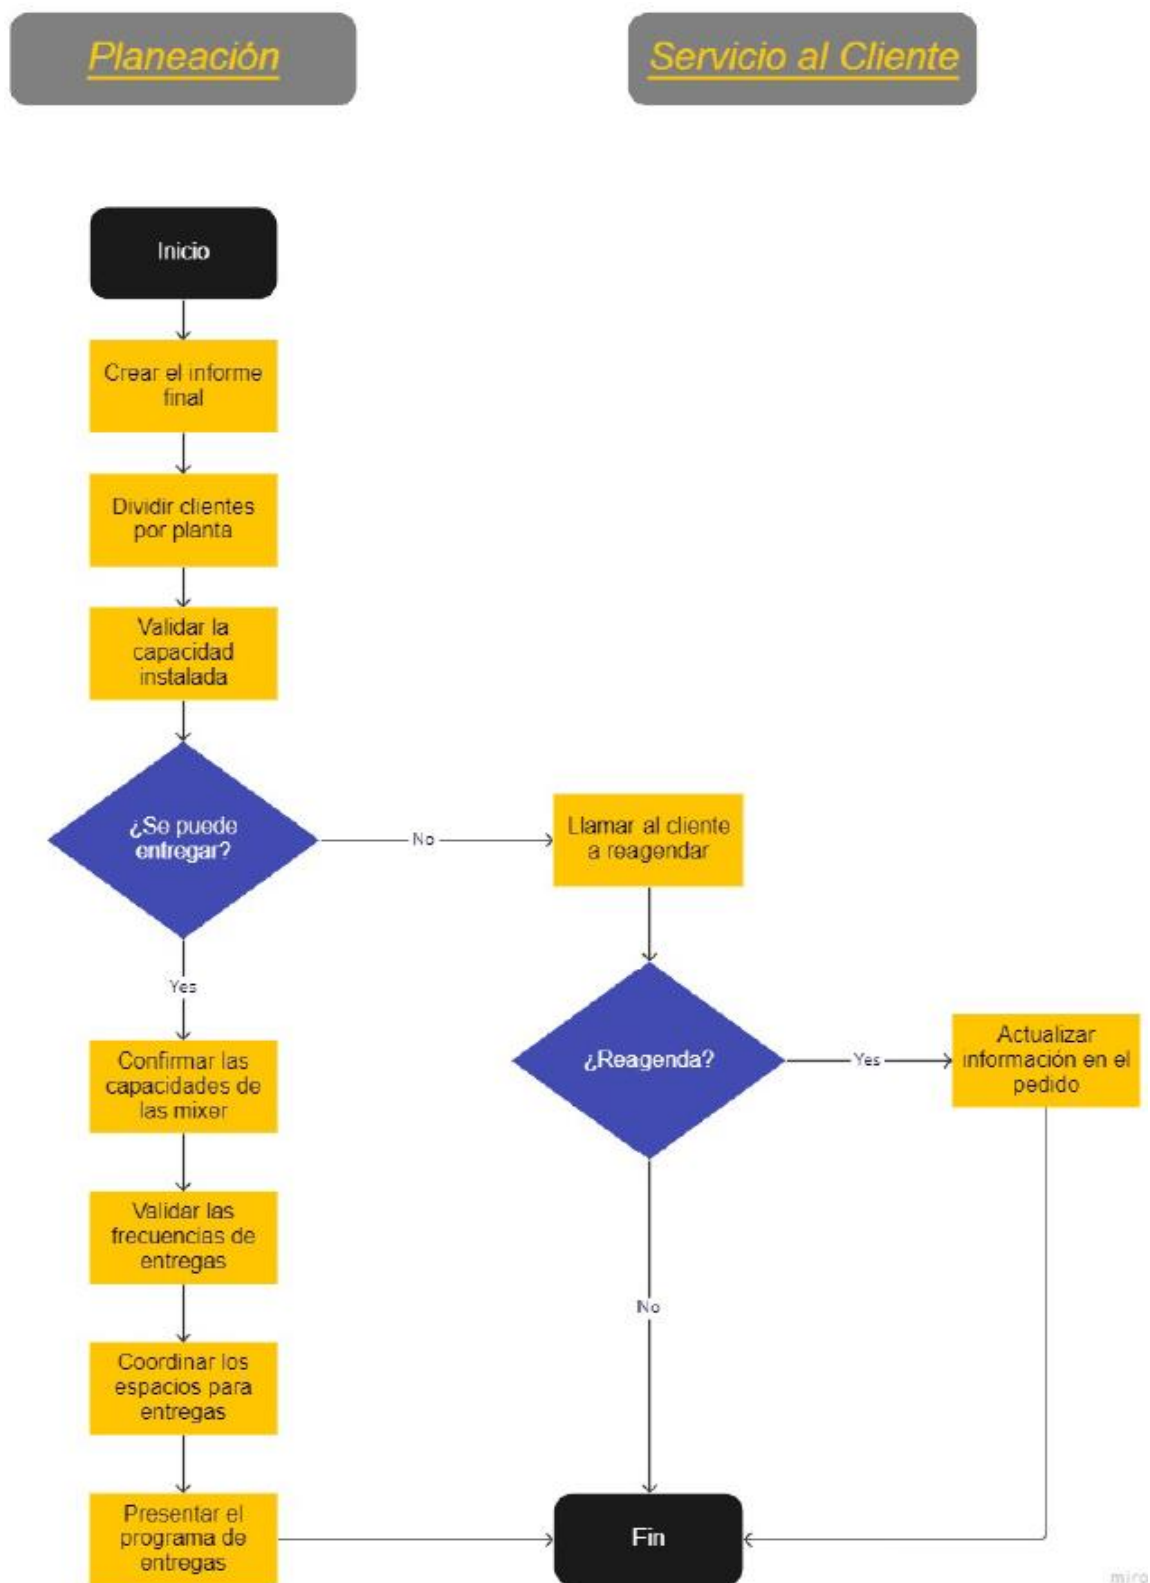 Planeación
Servicio al Cliente
Inicio
Crear el informe
final
Dividir clientes
por planta
Validar la
capacidad
instalada
¿Se puede
entregar?
No
Llamar al cliente
a reagendar
Yes
¿Reagenda?
Yes
Actualizar
información en el
pedido
Confirmar las
capacidades de
las mixer
Validar las
frecuencias de
entregas
No
Coordinar los
espacios para
entregas
Presentar el
programa de
entregas
Fin
miro